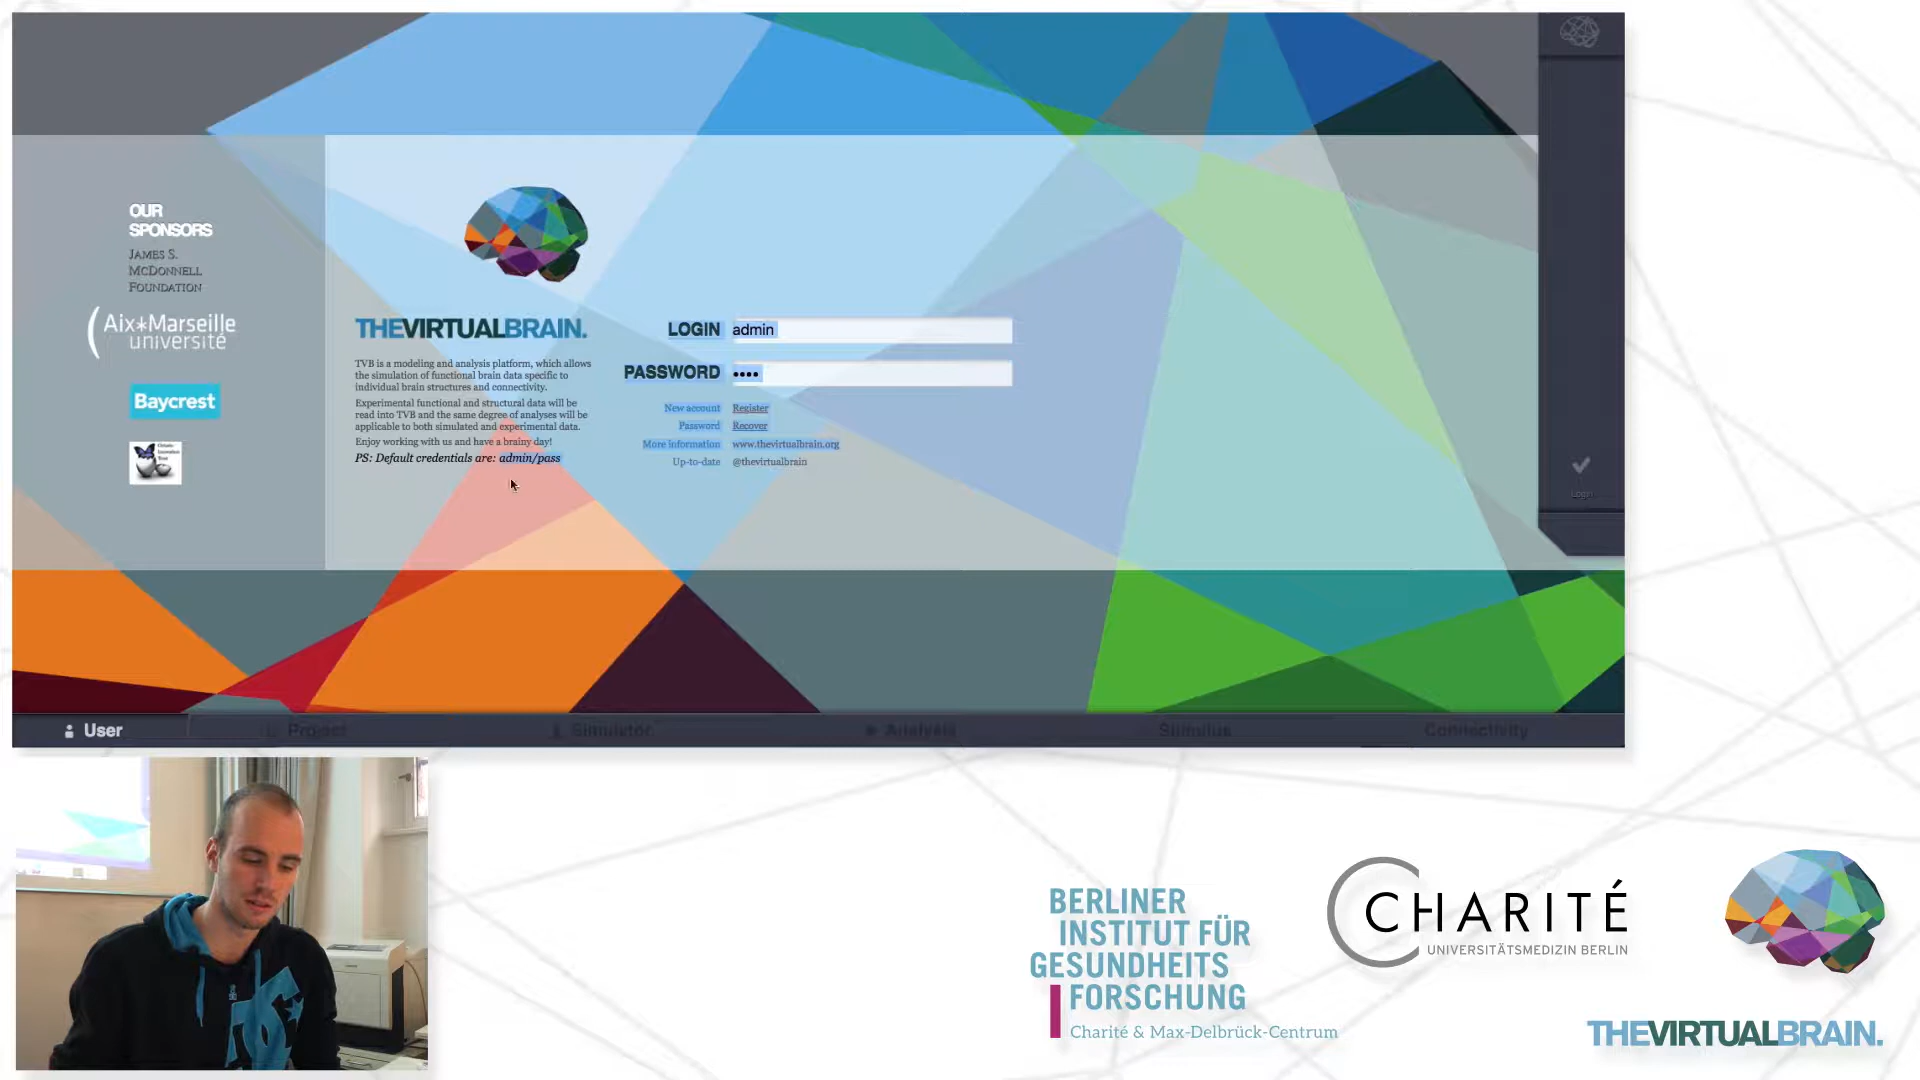 OUR
SPONSORS
JAMES S.
MCDONNELL
FOUNDATION
Aix*Marseille
université
Baycrest
THEVIRTUALBRAIN.
TVB is a modeling and analysis platform, which allows
the simulation of functional brain data specific to
individual brain structures and connectivity.
Experimental functional and structural data will be
read into TVB and the same degree of analyses will be
applicable to both simulated and experimental data.
Enjoy working with us and have a brainy day!
PS: Default credentials are: admin/pass
LOGIN admin
PASSWORD ••••
New account Register
Password Recover
More information www.thevirtualbrain.org
Up-to-date @thevirtualbrain
Login
User Project Simulator Analysis Stimulus Connectivity
BERLINER
INSTITUT FÜR
GESUNDHEITS
FORSCHUNG
Charité & Max-Delbrück-Centrum
CHARITÉ
UNIVERSITÄTSMEDIZIN BERLIN
THEVIRTUALBRAIN.